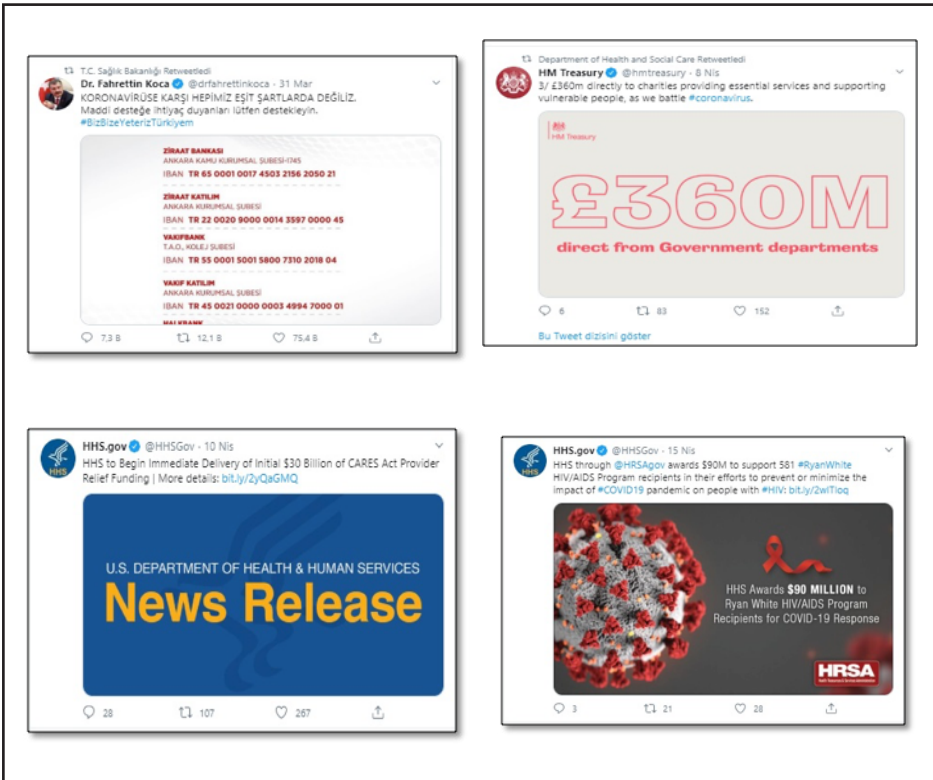 T.C. Sağlık Bakanlığı Retweetledi
Dr. Fahrettin Koca @drfahrettinkoca · 31 Mar
KORONAVİRÜSE KARŞI HEPİMİZ EŞİT ŞARTLARDA DEĞİLİZ.
Maddi desteğe ihtiyaç duyanları lütfen destekleyin.
#BizBizeYeterizTürkiyem
ZİRAAT BANKASI
ANKARA KAMU KURUMSAL ŞUBESİ-1745
IBAN TR 65 0001 0017 4503 2156 2050 21
ZİRAAT KATILIM
ANKARA KURUMSAL ŞUBESİ
IBAN TR 22 0020 9000 0014 3597 0000 45
VAKIFBANK
T.A.O., KOLEJ ŞUBESİ
IBAN TR 55 0001 5001 5800 7310 2018 04
VAKIF KATILIM
ANKARA KURUMSAL ŞUBESİ
IBAN TR 45 0021 0000 0003 4994 7000 01
HALKBANK
7,3 B 12,1 B 75,4 B
Department of Health and Social Care Retweetledi
HM Treasury @hmtreasury · 8 Nis
3/ £360m directly to charities providing essential services and supporting
vulnerable people, as we battle #coronavirus.
HM Treasury
£360M
direct from Government departments
6 83 152
Bu Tweet dizisini göster
HHS.gov @HHSGov · 10 Nis
HHS to Begin Immediate Delivery of Initial $30 Billion of CARES Act Provider
Relief Funding | More details: bit.ly/2yQaGMQ
HHS
U.S. DEPARTMENT OF HEALTH & HUMAN SERVICES
News Release
28 107 267
HHS.gov @HHSGov · 15 Nis
HHS through @HRSAgov awards $90M to support 581 #RyanWhite
HIV/AIDS Program recipients in their efforts to prevent or minimize the
impact of #COVID19 pandemic on people with #HIV: bit.ly/2wITioq
HHS
HHS Awards $90 MILLION to
Ryan White HIV/AIDS Program
Recipients for COVID-19 Response
HRSA
3 21 28